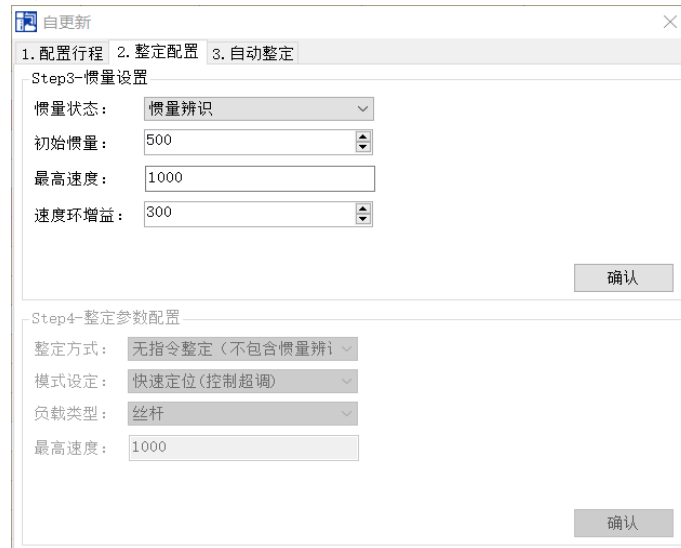 自更新
1.配置行程 2.整定配置 3.自动整定
Step3-惯量设置
惯量状态： 惯量辨识
初始惯量： 500
最高速度： 1000
速度环增益： 300
确认
Step4-整定参数配置
整定方式： 无指令整定（不包含惯量辨
模式设定： 快速定位(控制超调)
负载类型： 丝杆
最高速度： 1000
确认